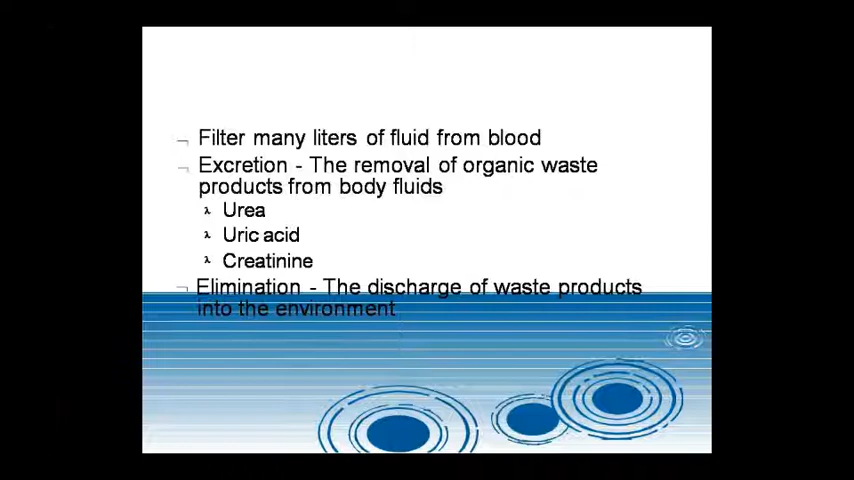 ¬ Filter many liters of fluid from blood
¬ Excretion - The removal of organic waste
products from body fluids
λ Urea
λ Uric acid
λ Creatinine
¬ Elimination - The discharge of waste products
into the environment